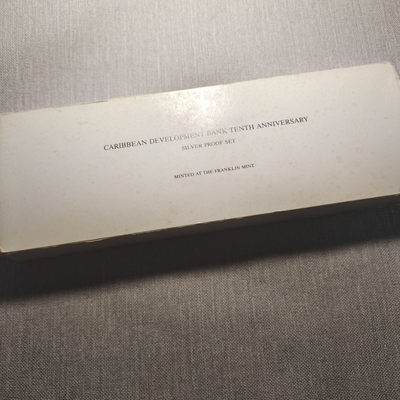 CARIBBEAN DEVELOPMENT BANK TENTH ANNIVERSARY
SILVER PROOF SET
MINTED AT THE FRANKLIN MINT